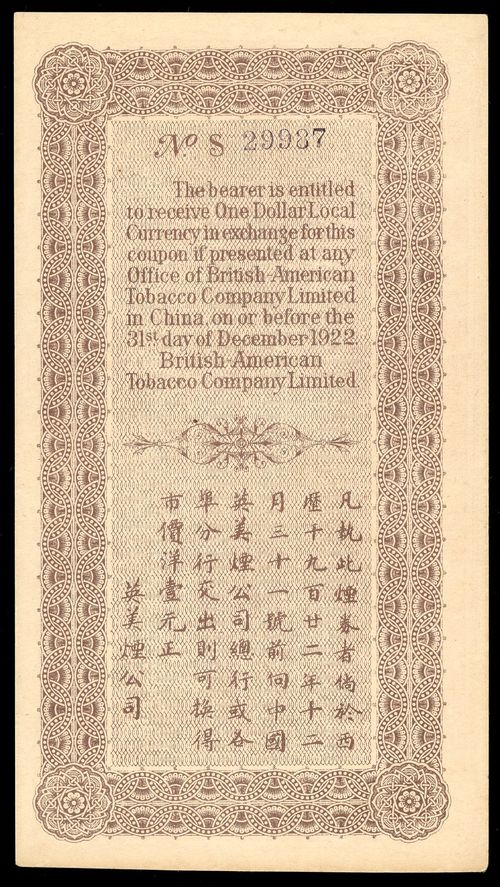 No. S 29937
The bearer is entitled
to receive One Dollar Local
Currency in exchange for this
coupon if presented at any
Office of British-American
Tobacco Company Limited
in China, on or before the
31st day of December 1922.
British-American
Tobacco Company Limited.
凡執此煙券者倘於西
歷十九百廿二年十二
月三十一號前向中國
英美煙公司總行或各
阜分行交出則可換得
市價洋壹元正
英美煙公司